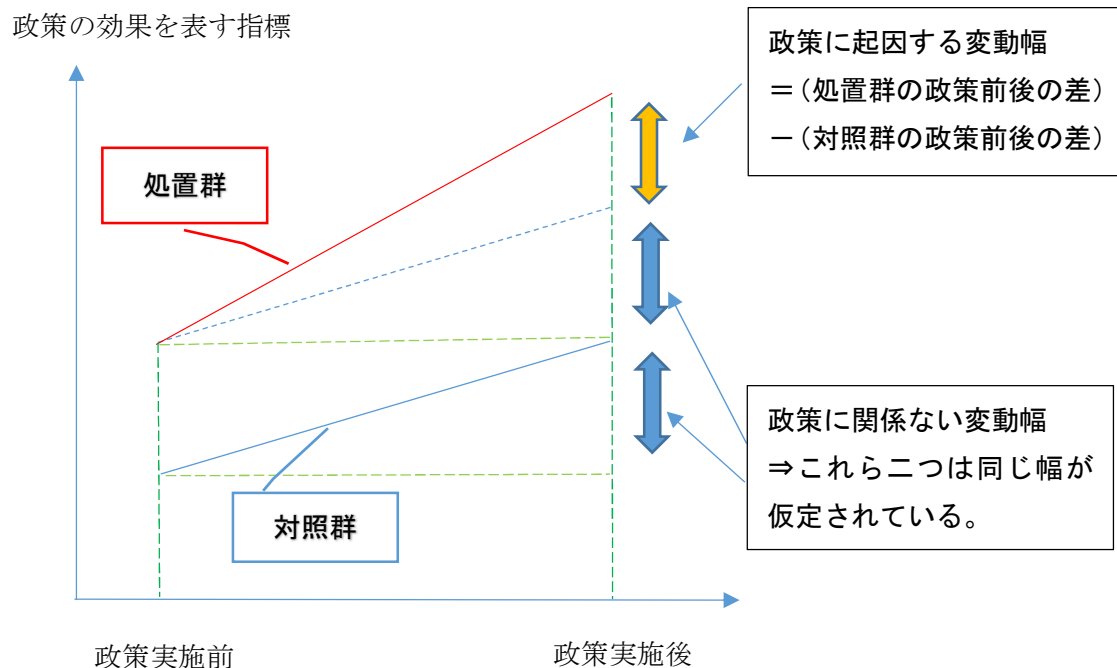 政策の効果を表す指標
政策に起因する変動幅
＝（処置群の政策前後の差）
－（対照群の政策前後の差）
処置群
政策に関係ない変動幅
⇒これら二つは同じ幅が
仮定されている。
対照群
政策実施前
政策実施後